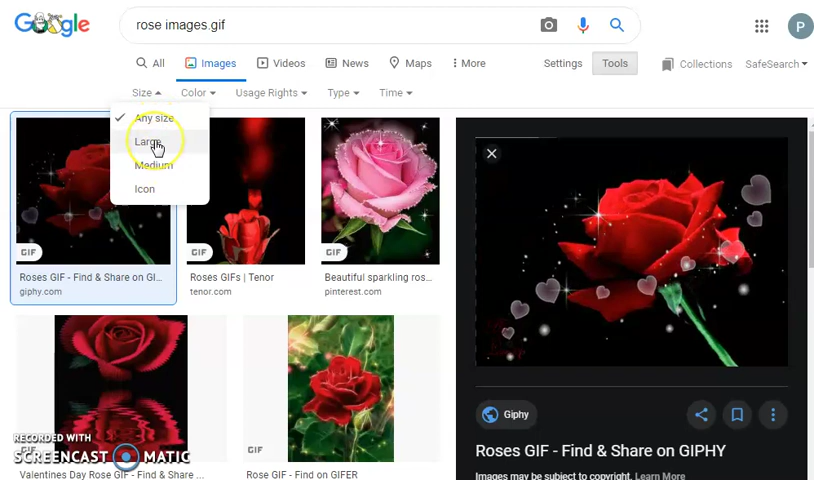 Google
rose images.gif
P
All
Images
Videos
News
Maps
More
Settings
Tools
Collections
SafeSearch
Size
Color
Usage Rights
Type
Time
Any size
Large
Medium
Icon
GIF
GIF
GIF
Roses GIF - Find & Share on GI...
giphy.com
Roses GIFs | Tenor
tenor.com
Beautiful sparkling ros...
pinterest.com
GIF
GIF
Valentines Day Rose GIF - Find & Share ...
Rose GIF - Find on GIFER
Giphy
Roses GIF - Find & Share on GIPHY
Images may be subject to copyright. Learn More
RECORDED WITH
SCREENCAST MATIC